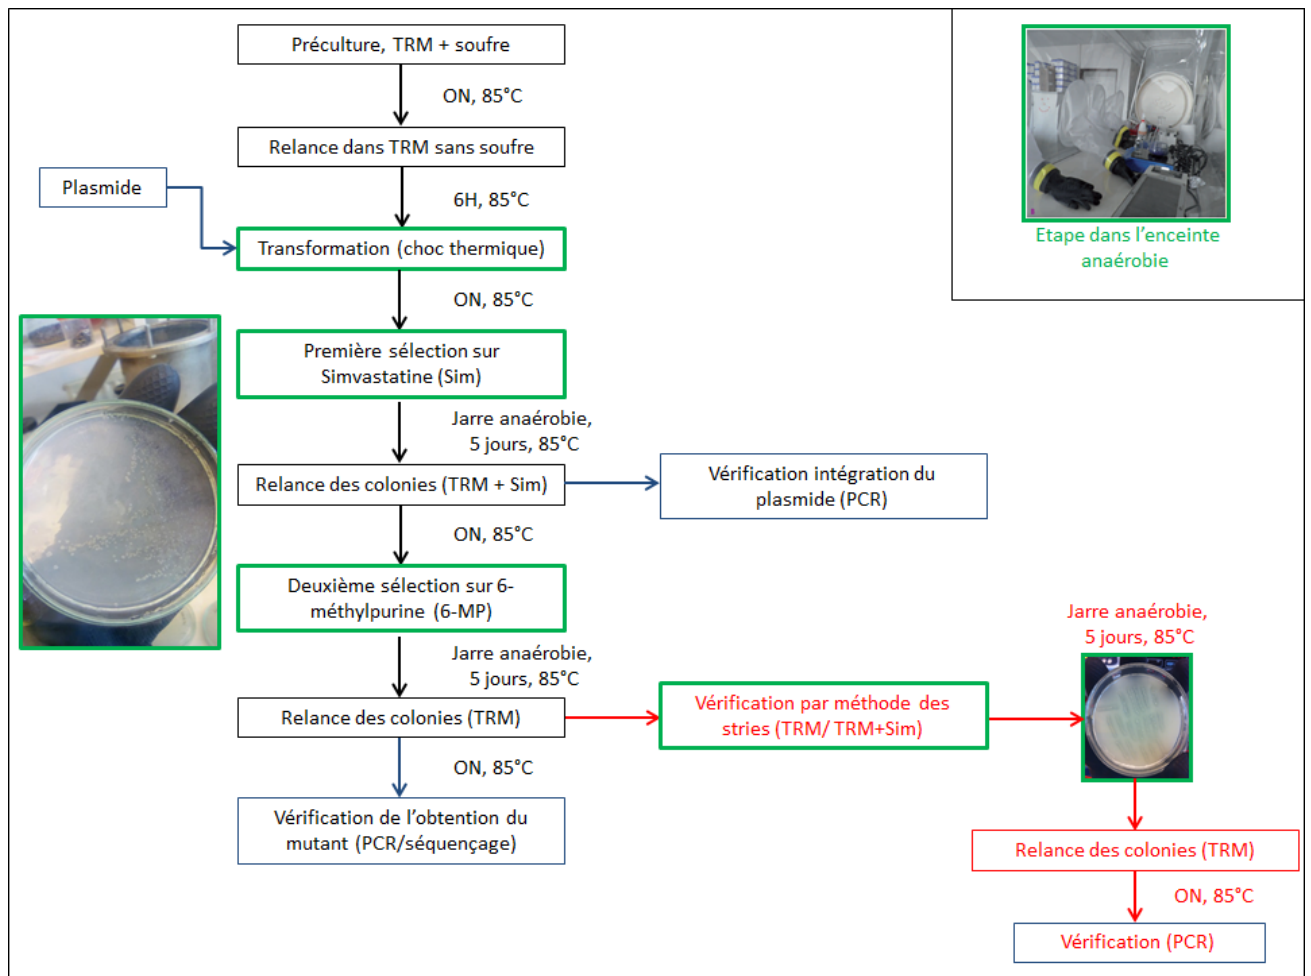 Préculture, TRM + soufre
ON, 85°C
Relance dans TRM sans soufre
Plasmide
6H, 85°C
Transformation (choc thermique)
ON, 85°C
Première sélection sur
Simvastatine (Sim)
Jarre anaérobie,
5 jours, 85°C
Relance des colonies (TRM + Sim)
Vérification intégration du
plasmide (PCR)
ON, 85°C
Deuxième sélection sur 6-
méthylpurine (6-MP)
Jarre anaérobie,
5 jours, 85°C
Relance des colonies (TRM)
ON, 85°C
Vérification de l'obtention du
mutant (PCR/séquençage)
Vérification par méthode des
stries (TRM/ TRM+Sim)
Jarre anaérobie,
5 jours, 85°C
Relance des colonies (TRM)
ON, 85°C
Vérification (PCR)
Etape dans l'enceinte
anaérobie